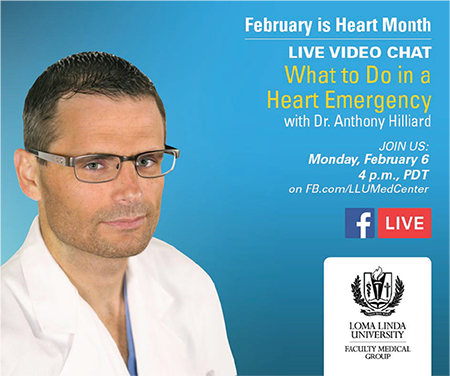 February is Heart Month
LIVE VIDEO CHAT
What to Do in a
Heart Emergency
with Dr. Anthony Hilliard
JOIN US:
Monday, February 6
4 p.m., PDT
on FB.com/LLUMedCenter
f LIVE
LOMA LINDA
UNIVERSITY
FACULTY MEDICAL
GROUP